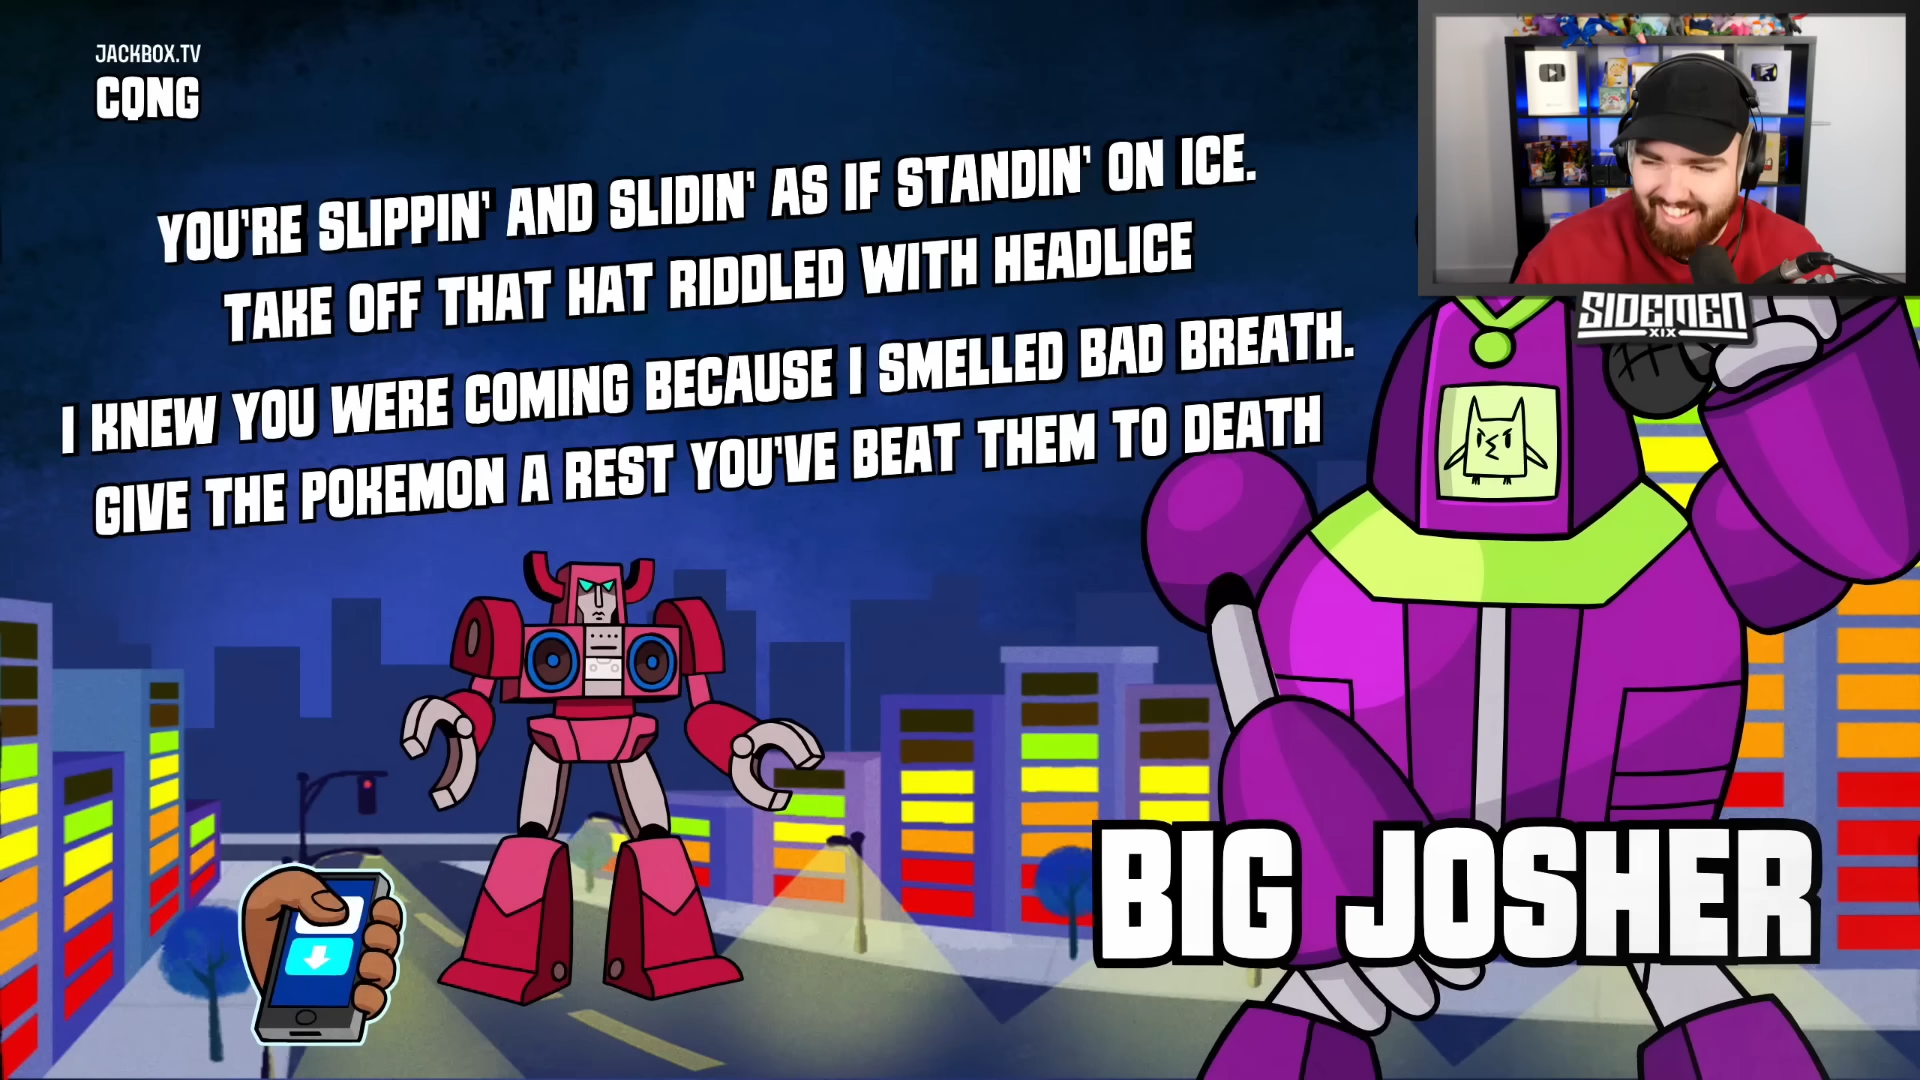 JACKBOX.TV
CQNG
YOU'RE SLIPPIN' AND SLIDIN' AS IF STANDIN' ON ICE.
TAKE OFF THAT HAT RIDDLED WITH HEADLICE
I KNEW YOU WERE COMING BECAUSE I SMELLED BAD BREATH.
GIVE THE POKEMON A REST YOU'VE BEAT THEM TO DEATH
SIDEMEN
XIX
BIG JOSHER